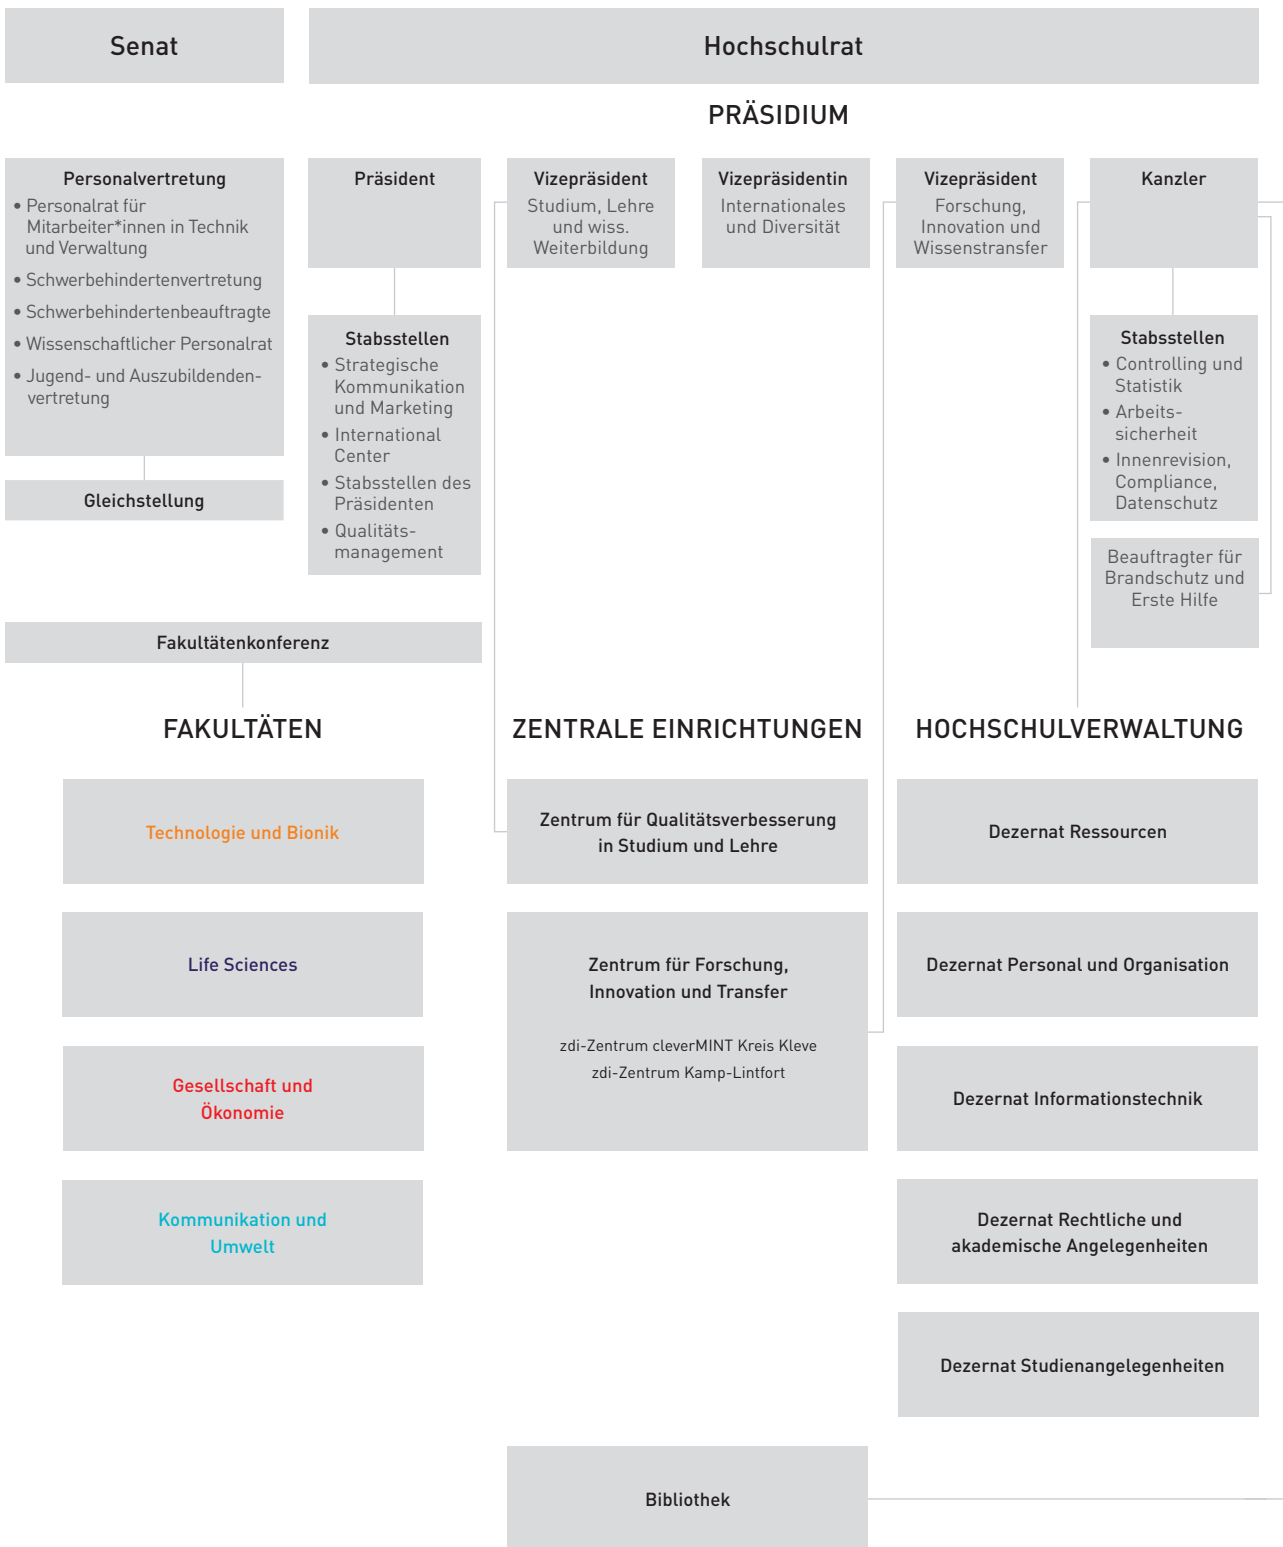 Senat
Hochschulrat
PRÄSIDIUM
Personalvertretung
• Personalrat für
Mitarbeiter*innen in Technik
und Verwaltung
• Schwerbehindertenvertretung
• Schwerbehindertenbeauftragte
• Wissenschaftlicher Personalrat
• Jugend- und Auszubildenden-
vertretung
Gleichstellung
Präsident
Stabsstellen
• Strategische
Kommunikation
und Marketing
• International
Center
• Stabsstellen des
Präsidenten
• Qualitäts-
management
Vizepräsident
Studium, Lehre
und wiss.
Weiterbildung
Vizepräsidentin
Internationales
und Diversität
Vizepräsident
Forschung,
Innovation und
Wissenstransfer
Kanzler
Stabsstellen
• Controlling und
Statistik
• Arbeits-
sicherheit
• Innenrevision,
Compliance,
Datenschutz
Beauftragter für
Brandschutz und
Erste Hilfe
Fakultätenkonferenz
FAKULTÄTEN
Technologie und Bionik
Life Sciences
Gesellschaft und
Ökonomie
Kommunikation und
Umwelt
ZENTRALE EINRICHTUNGEN
Zentrum für Qualitätsverbesserung
in Studium und Lehre
Zentrum für Forschung,
Innovation und Transfer
zdi-Zentrum cleverMINT Kreis Kleve
zdi-Zentrum Kamp-Lintfort
Bibliothek
HOCHSCHULVERWALTUNG
Dezernat Ressourcen
Dezernat Personal und Organisation
Dezernat Informationstechnik
Dezernat Rechtliche und
akademische Angelegenheiten
Dezernat Studienangelegenheiten